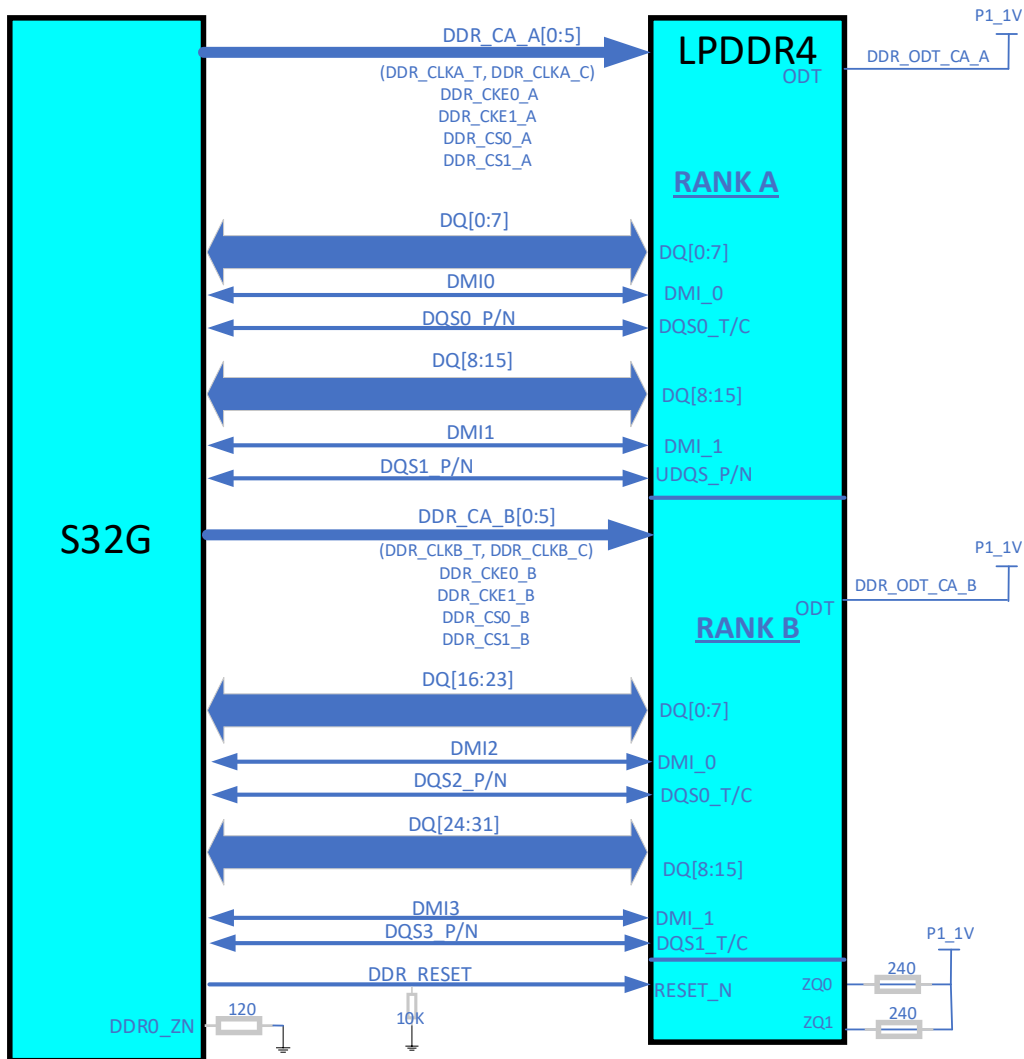 P1_1V
DDR_CA_A[0:5]
LPDDR4
S32G
DDR_ODT_CA_A
(DDR_CLKA_T, DDR_CLKA_C)
ODT
DDR_CKE0_A
DDR_CKE1_A
DDR_CS0_A
DDR_CS1_A
RANK A
DQ[0:7]
DQ[0:7]
DMI0
DMI_0
DQS0_P/N
DQS0_T/C
DQ[8:15]
DQ[8:15]
DMI1
DMI_1
DQS1_P/N
UDQS_P/N
DDR_CA_B[0:5]
P1_1V
(DDR_CLKB_T, DDR_CLKB_C)
DDR_CKE0_B
DDR_ODT_CA_B
DDR_CKE1_B
ODT
DDR_CS0_B
RANK B
DDR_CS1_B
DQ[16:23]
DQ[0:7]
DMI2
DMI_0
DQS2_P/N
DQS0_T/C
DQ[24:31]
DQ[8:15]
DMI3
DMI_1
DQS3_P/N
DQS1_T/C
P1_1V
DDR_RESET
RESET_N
ZQ0
240
120
10K
DDR0_ZN
ZQ1
240